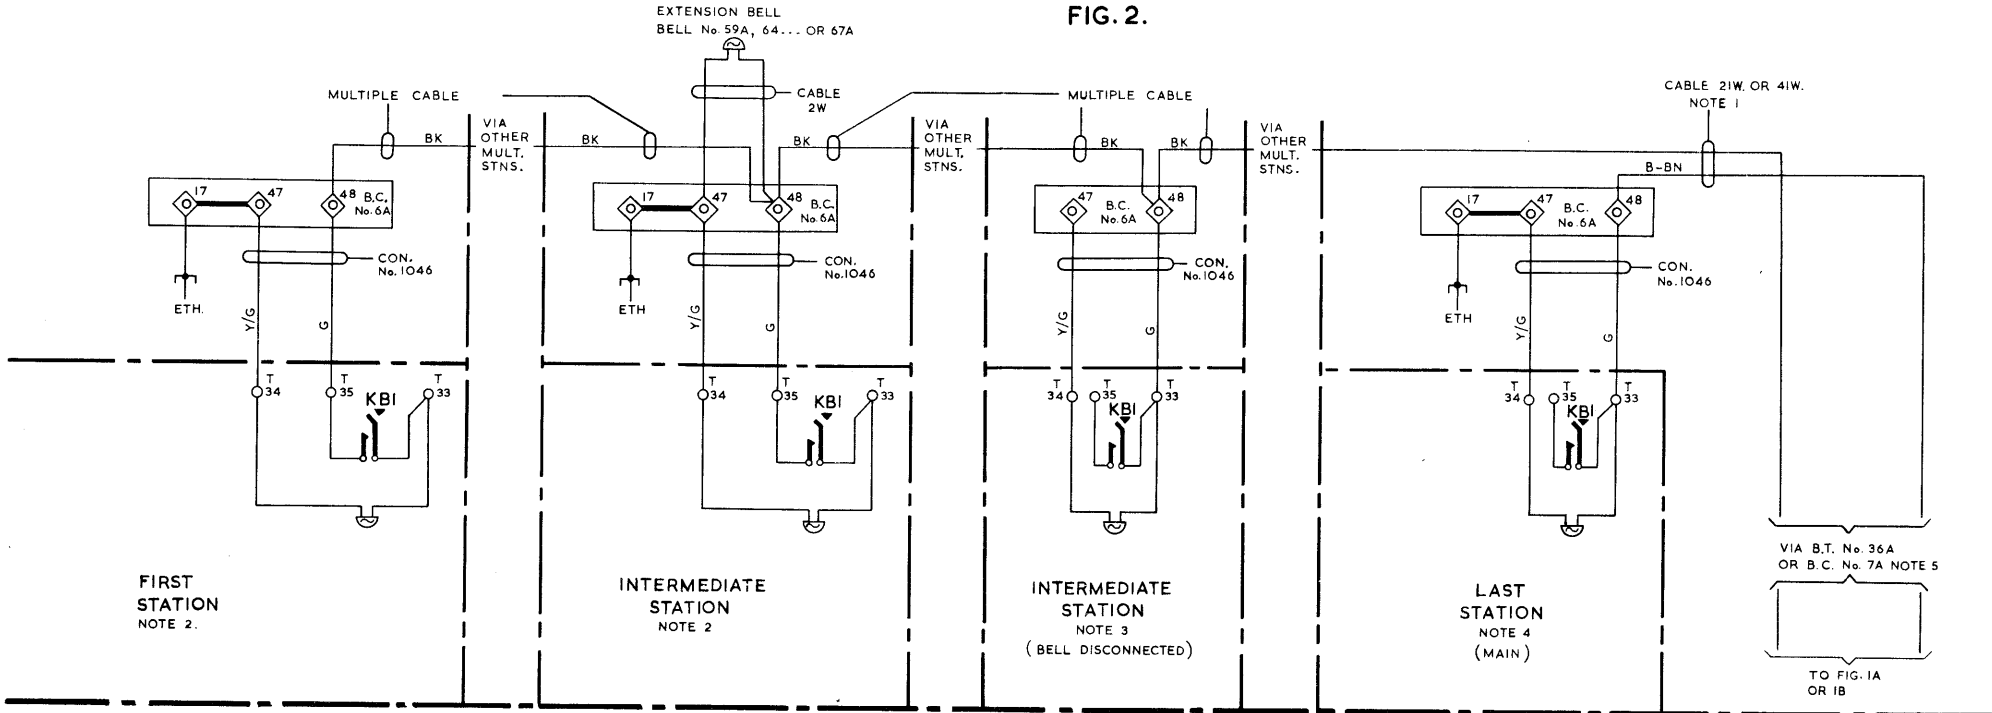 FIG. 2.
EXTENSION BELL
BELL No. 59A, 64... OR 67A
CABLE
2W
MULTIPLE CABLE
MULTIPLE CABLE
CABLE 21W. OR 41W.
NOTE 1
BK
VIA
OTHER
MULT.
STNS.
BK
BK
VIA
OTHER
MULT.
STNS.
BK
BK
VIA
OTHER
MULT.
STNS.
B-BN
17
47
48
B.C.
No. 6A
17
47
48
B.C.
No. 6A
47
B.C.
No. 6A
48
17
47
B.C.
No. 6A
48
CON.
No. 1046
CON.
No. 1046
CON.
No. 1046
CON.
No. 1046
ETH.
Y/G
G
ETH
Y/G
G
Y/G
G
ETH
Y/G
G
T
34
T
35
KB1
T
33
T
34
T
35
KB1
T
33
T
34
T
35
KB1
T
33
T
34
T
35
KB1
T
33
FIRST
STATION
NOTE 2.
INTERMEDIATE
STATION
NOTE 2
INTERMEDIATE
STATION
NOTE 3
(BELL DISCONNECTED)
LAST
STATION
NOTE 4
(MAIN)
VIA B.T. No. 36A
OR B.C. No. 7A NOTE 5
TO FIG. 1A
OR 1B